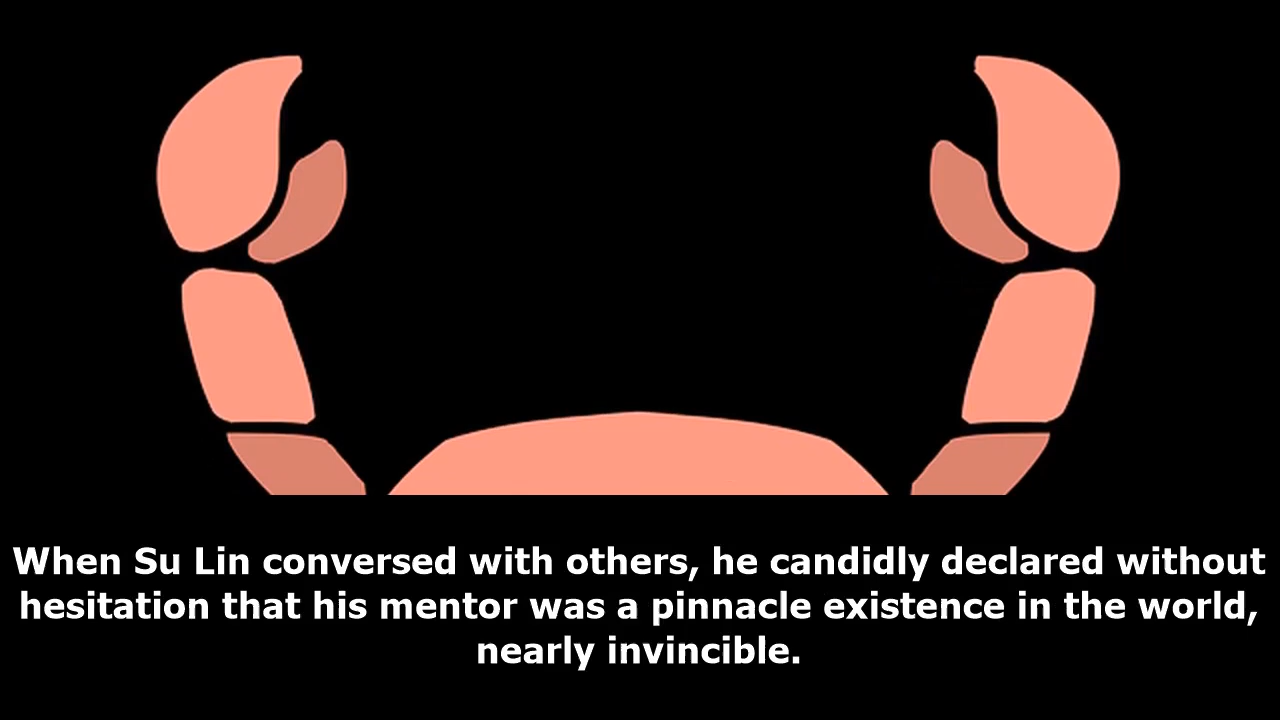 When Su Lin conversed with others, he candidly declared without
hesitation that his mentor was a pinnacle existence in the world,
nearly invincible.